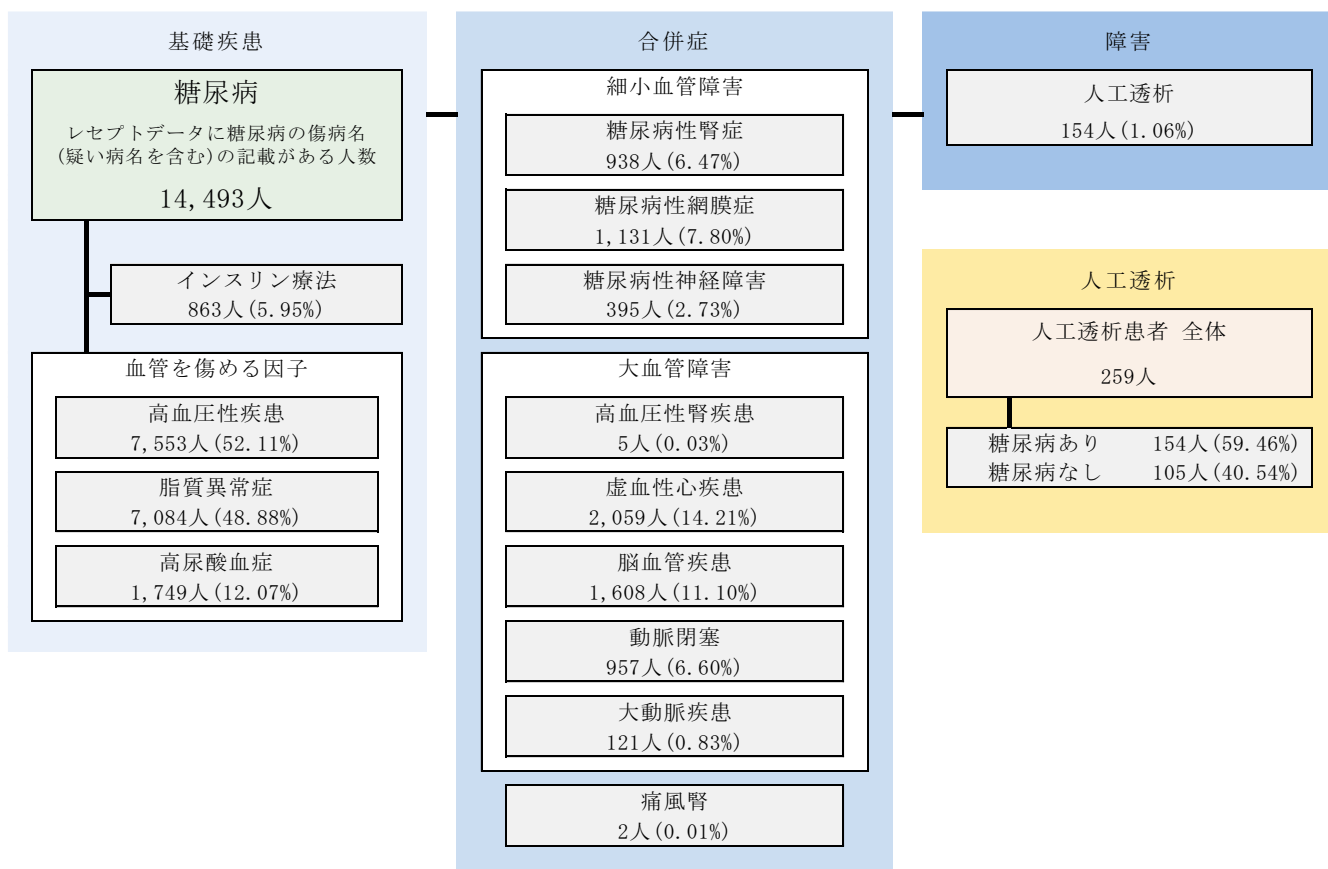 基礎疾患
糖尿病
レセプトデータに糖尿病の傷病名
(疑い病名を含む)の記載がある人数
14,493人
インスリン療法
863人(5.95%)
血管を傷める因子
高血圧性疾患
7,553人(52.11%)
脂質異常症
7,084人(48.88%)
高尿酸血症
1,749人(12.07%)
合併症
細小血管障害
糖尿病性腎症
938人(6.47%)
糖尿病性網膜症
1,131人(7.80%)
糖尿病性神経障害
395人(2.73%)
大血管障害
高血圧性腎疾患
5人(0.03%)
虚血性心疾患
2,059人(14.21%)
脳血管疾患
1,608人(11.10%)
動脈閉塞
957人(6.60%)
大動脈疾患
121人(0.83%)
痛風腎
2人(0.01%)
障害
人工透析
154人(1.06%)
人工透析
人工透析患者 全体
259人
糖尿病あり 154人(59.46%)
糖尿病なし 105人(40.54%)